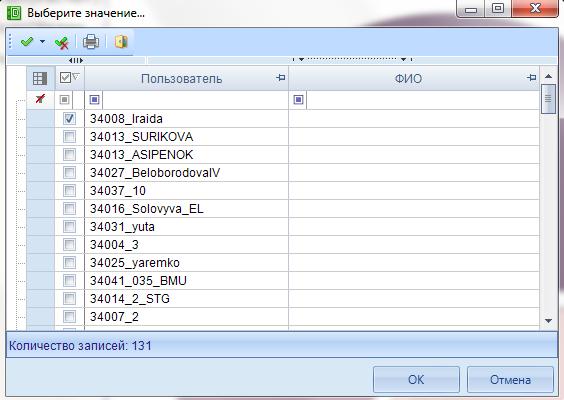 Выберите значение...
Пользователь ФИО
34008_Iraida
34013_SURIKOVA
34013_ASIPENOK
34027_BeloborodovaIV
34037_10
34016_Solovyva_EL
34031_yuta
34004_3
34025_yaremko
34041_035_BMU
34014_2_STG
34007_2
Количество записей: 131
OK Отмена